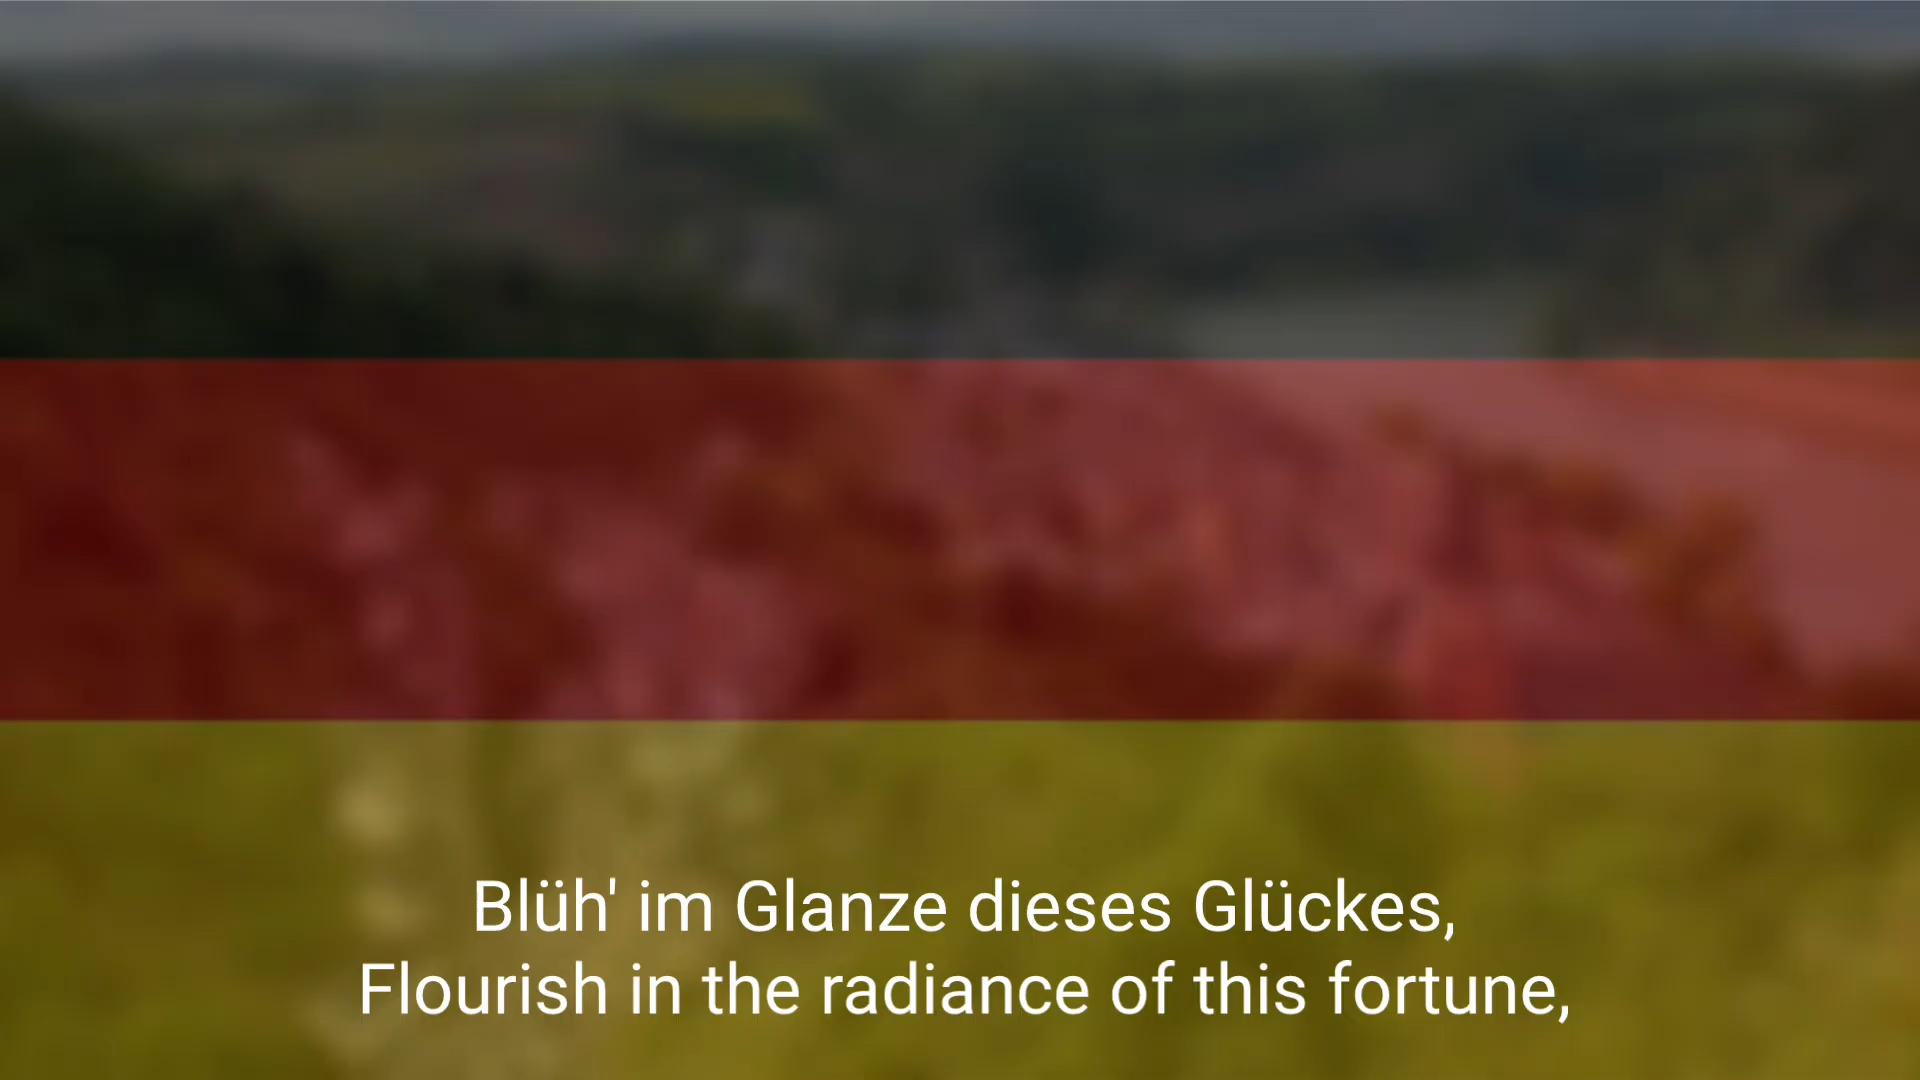 Blüh' im Glanze dieses Glückes,
Flourish in the radiance of this fortune,